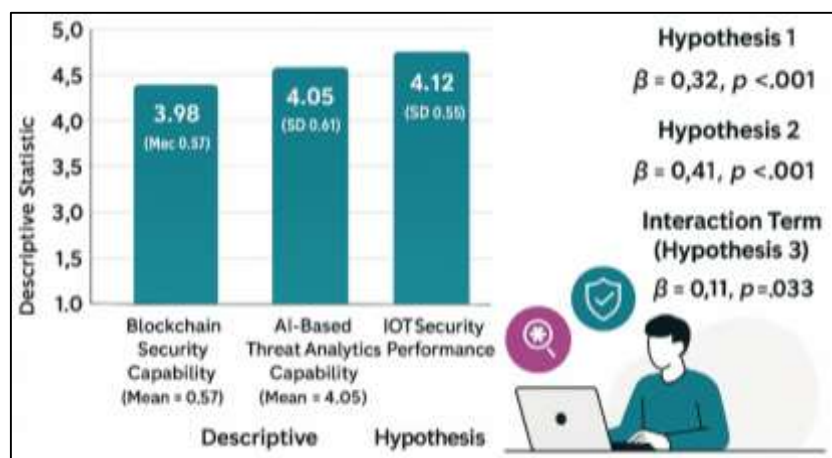 5,0
4,5
4,0
3,5
3,0
1,5
1.0
Descriptive Statistic
3.98
(Mec 0.57)
4.05
(SD 0.61)
4.12
(SD 0.55)
Blockchain
Security
Capability
(Mean = 0.57)
AI-Based
Threat Analytics
Capability
(Mean = 4.05)
IOT Security
Performance
Descriptive
Hypothesis
Hypothesis 1
β = 0,32, p <.001
Hypothesis 2
β = 0,41, p <.001
Interaction Term
(Hypothesis 3)
β = 0,11, p=.033